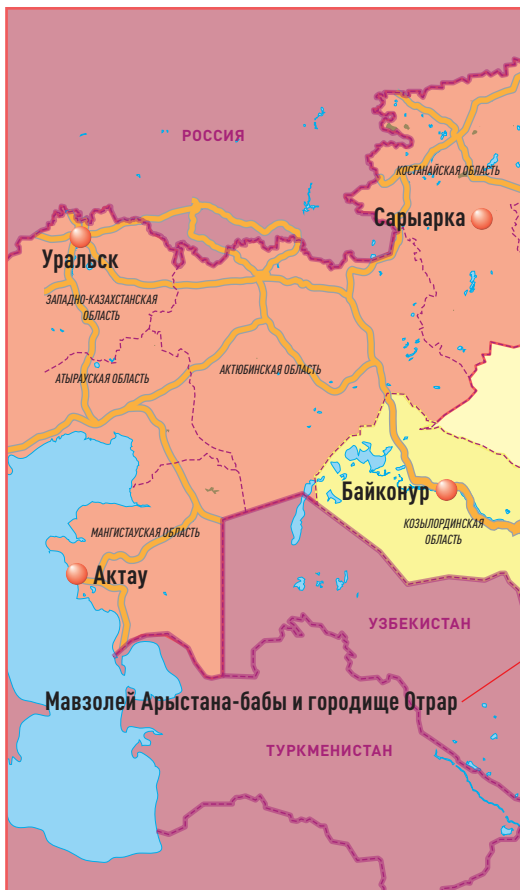 РОССИЯ
КОСТАНАЙСКАЯ ОБЛАСТЬ
Сарыарка
Уральск
ЗАПАДНО-КАЗАХСТАНСКАЯ
ОБЛАСТЬ
АТЫРАУСКАЯ ОБЛАСТЬ
АКТЮБИНСКАЯ ОБЛАСТЬ
Байконур
КОЗЫЛОРДИНСКАЯ
ОБЛАСТЬ
МАНГИСТАУСКАЯ ОБЛАСТЬ
Актау
УЗБЕКИСТАН
Мавзолей Арыстана-бабы и городище Отрар
ТУРКМЕНИСТАН